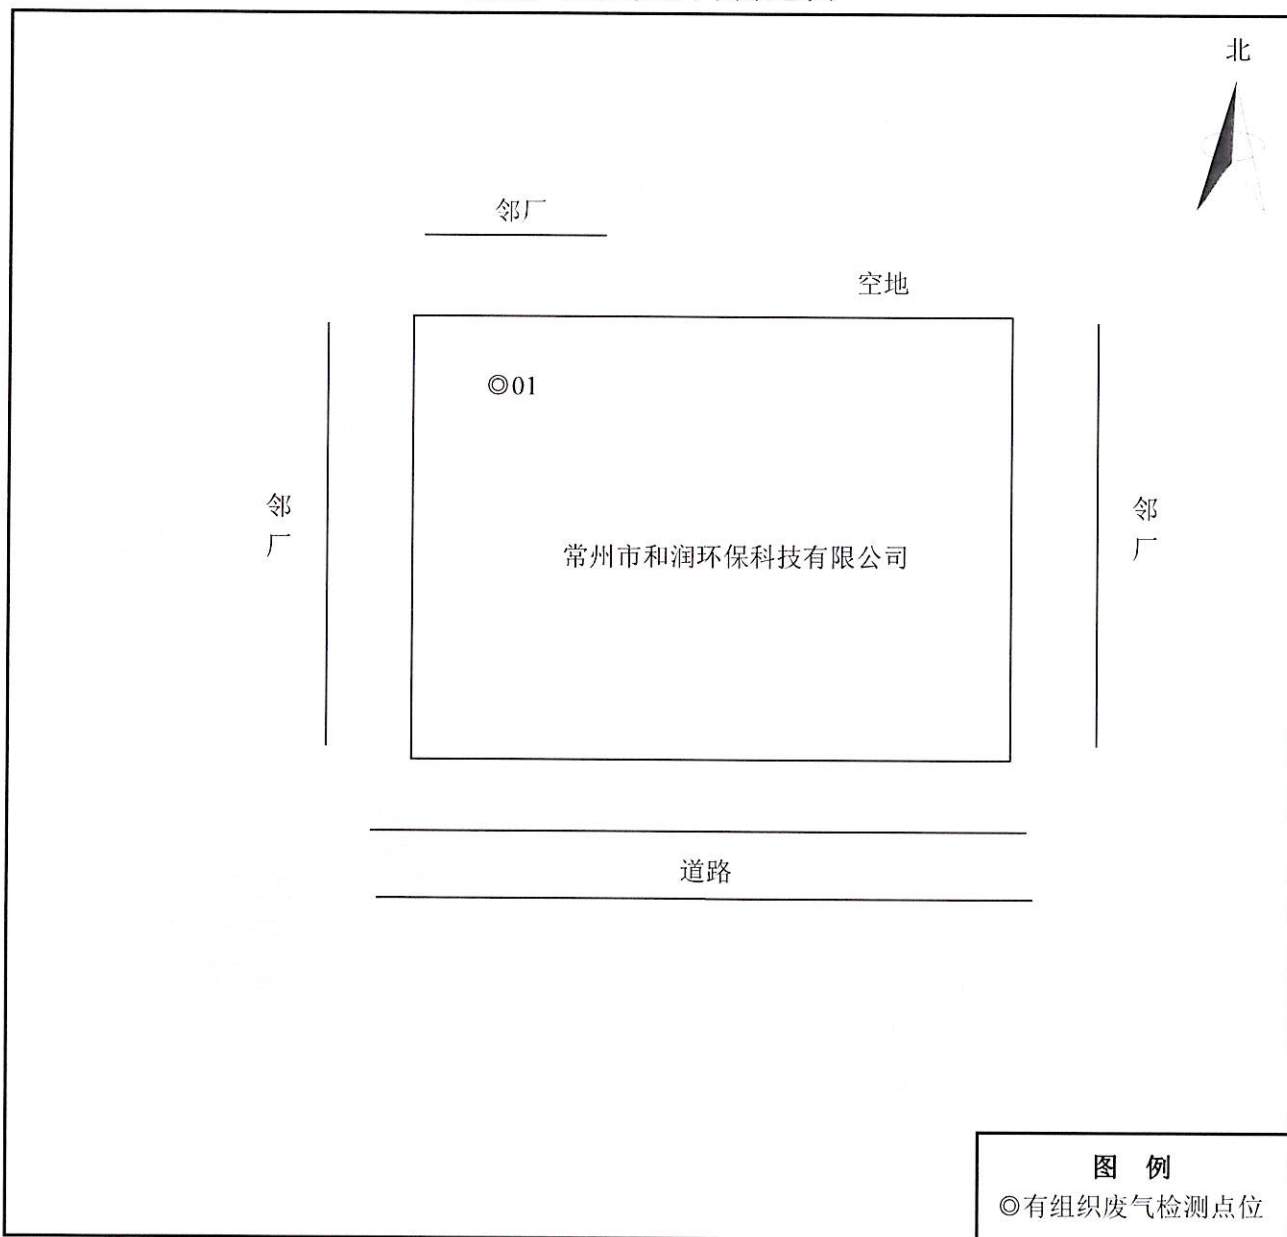 北
邻厂
空地
◎01
邻
厂
邻
厂
常州市和润环保科技有限公司
道路
图 例
◎有组织废气检测点位